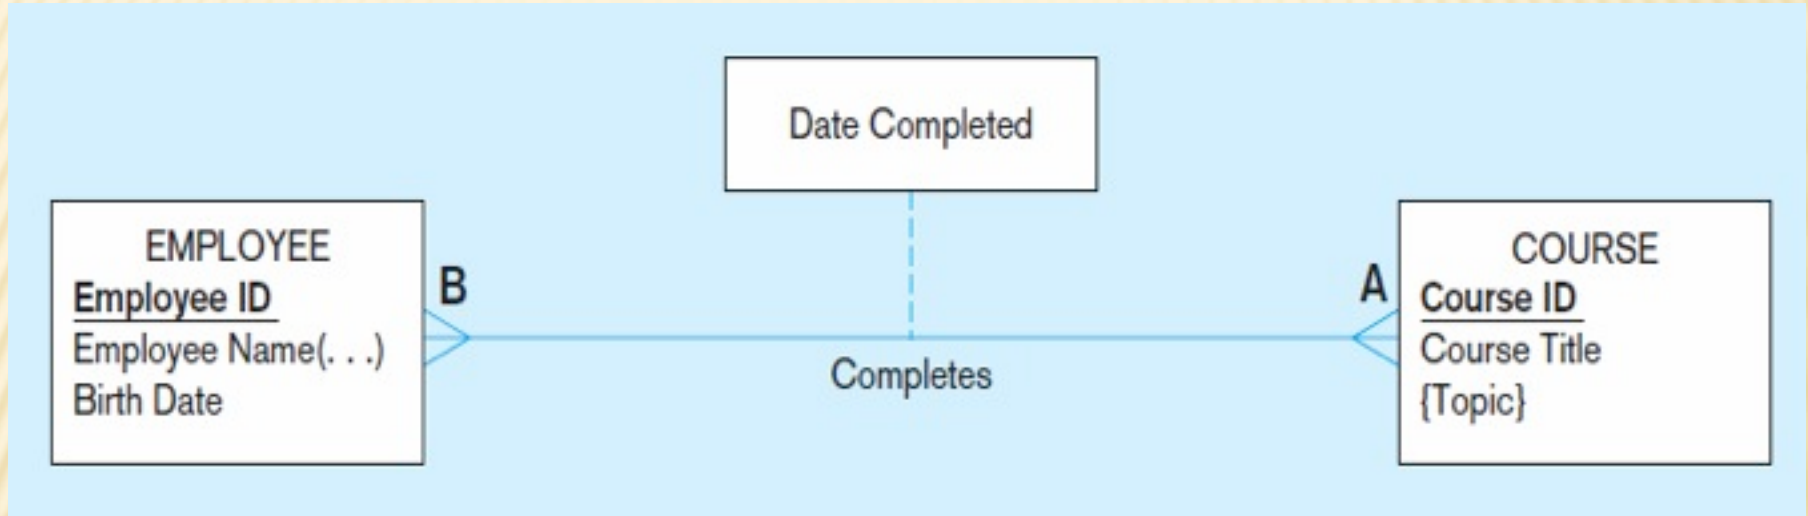 Date Completed
EMPLOYEE
Employee ID
Employee Name(. . .)
Birth Date
B
Completes
A
COURSE
Course ID
Course Title
{Topic}